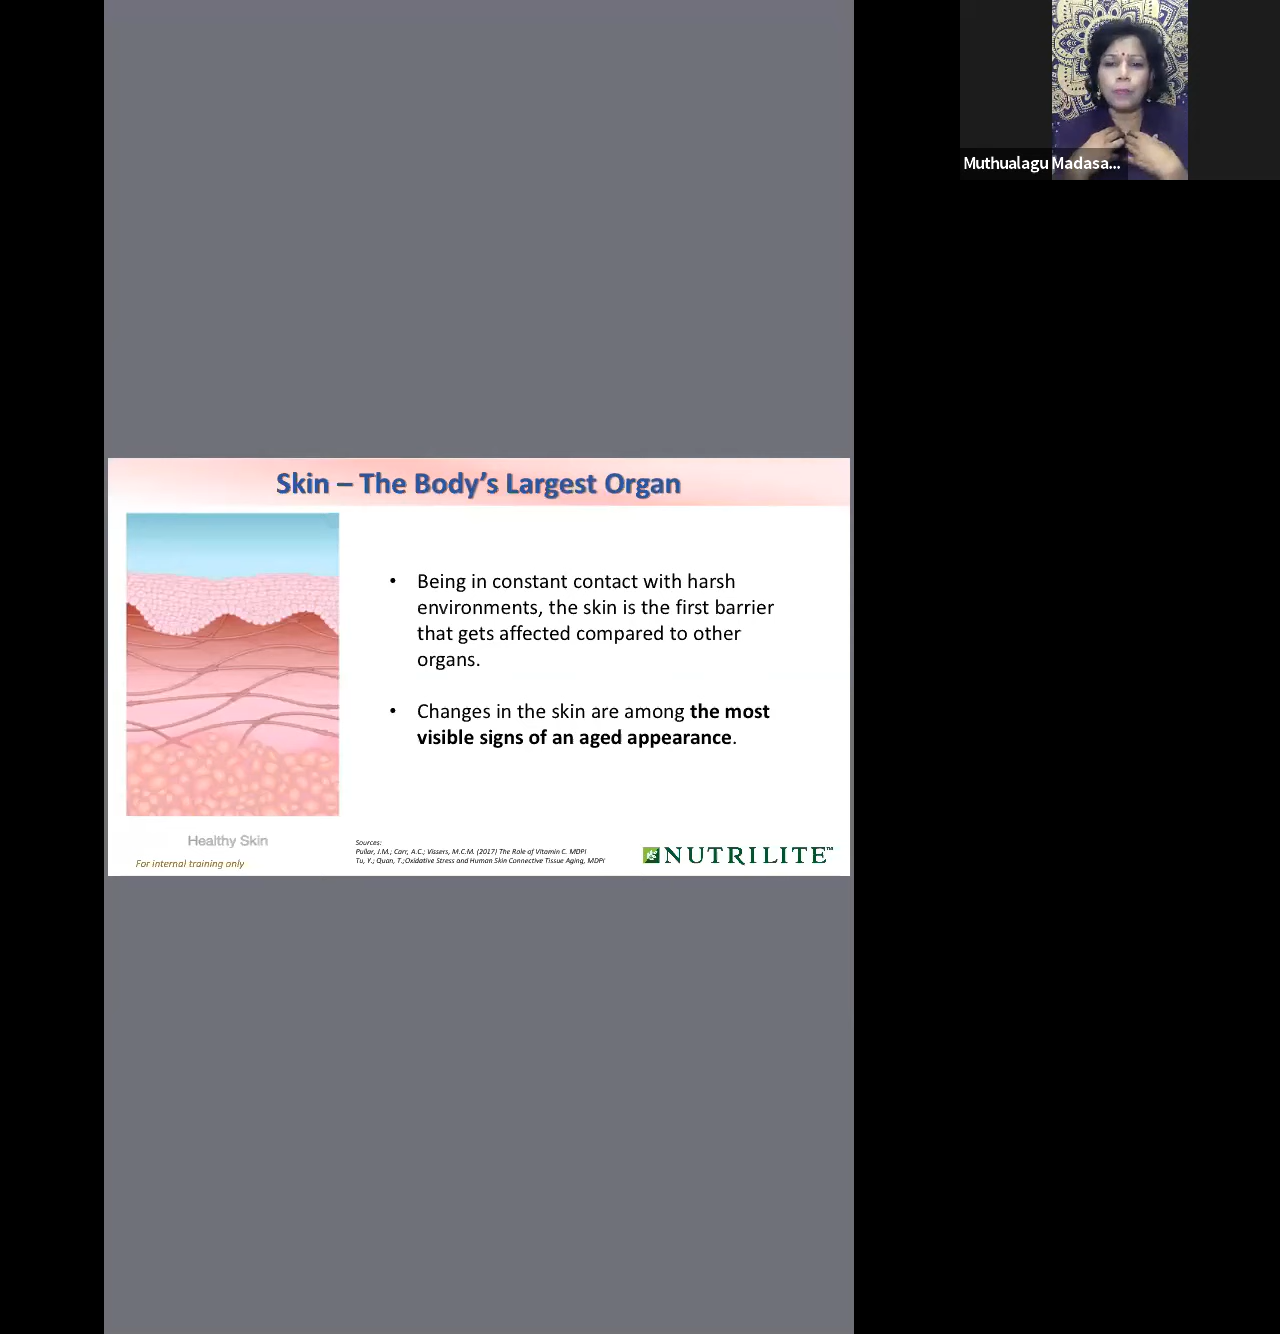 Muthualagu Madasa...
Skin – The Body's Largest Organ
• Being in constant contact with harsh
environments, the skin is the first barrier
that gets affected compared to other
organs.
• Changes in the skin are among the most
visible signs of an aged appearance.
Healthy Skin
For internal training only
Sources:
Pullar, J.M.; Carr, A.C.; Vissers, M.C.M. (2017) The Role of Vitamin C. MDPI
Tu, Y.; Quan, T.;Oxidative Stress and Human Skin Connective Tissue Aging, MDPI
NUTRILITE™